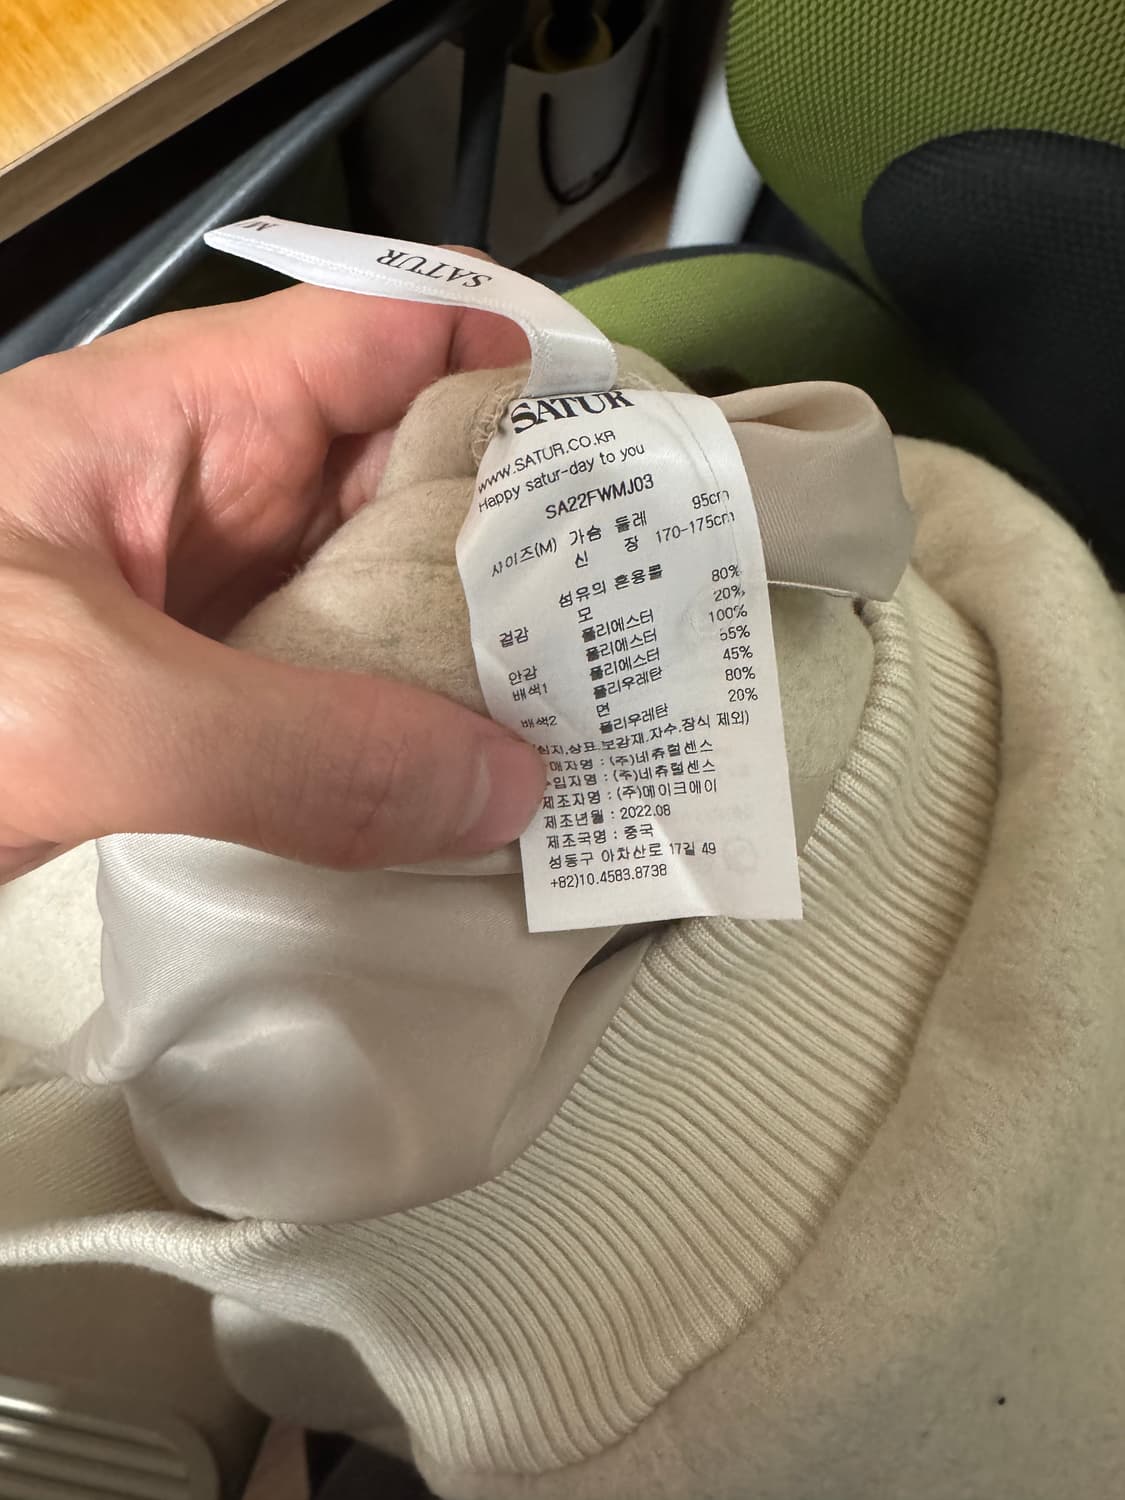 SATUR
SATUR
www.SATUR.CO.KR
Happy satur-day to you
SA22FWMJ03
사이즈(M) 가슴 둘레 95cm
신 장 170-175cm
섬유의 혼용률
겉감 모 80%
폴리에스터 20%
안감 폴리에스터 100%
배색1 폴리에스터 55%
폴리우레탄 45%
배색2 면 80%
폴리우레탄 20%
심지,상표,보강재,자수,장식 제외)
매자명 : (주)네츄럴센스
입자명 : (주)네츄럴센스
제조자명 : (주)메이크에이
제조년월 : 2022.08
제조국명 : 중국
성동구 아차산로 17길 49
+82)10.4583.8738